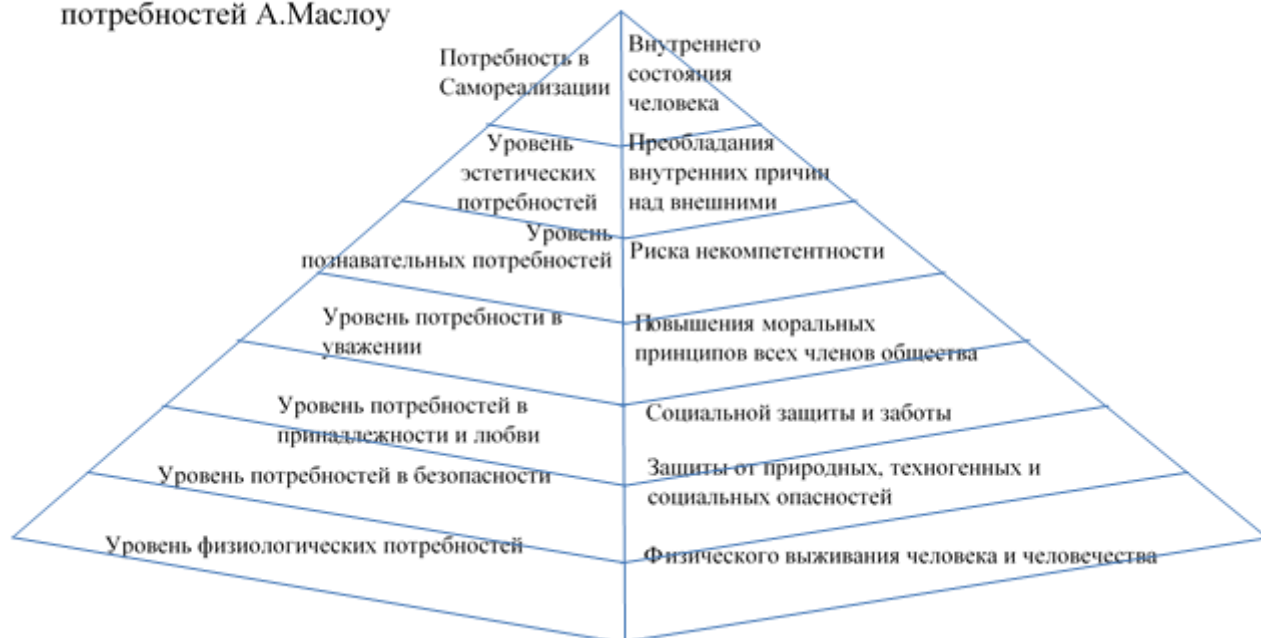 потребностей А.Маслоу
Потребность в
Самореализации
Внутреннего
состояния
человека
Уровень
эстетических
потребностей
Преобладания
внутренних причин
над внешними
Уровень
познавательных потребностей
Риска некомпетентности
Уровень потребности в
уважении
Повышения моральных
принципов всех членов общества
Уровень потребностей в
принадлежности и любви
Социальной защиты и заботы
Уровень потребностей в безопасности
Защиты от природных, техногенных и
социальных опасностей
Уровень физиологических потребностей
Физического выживания человека и человечества